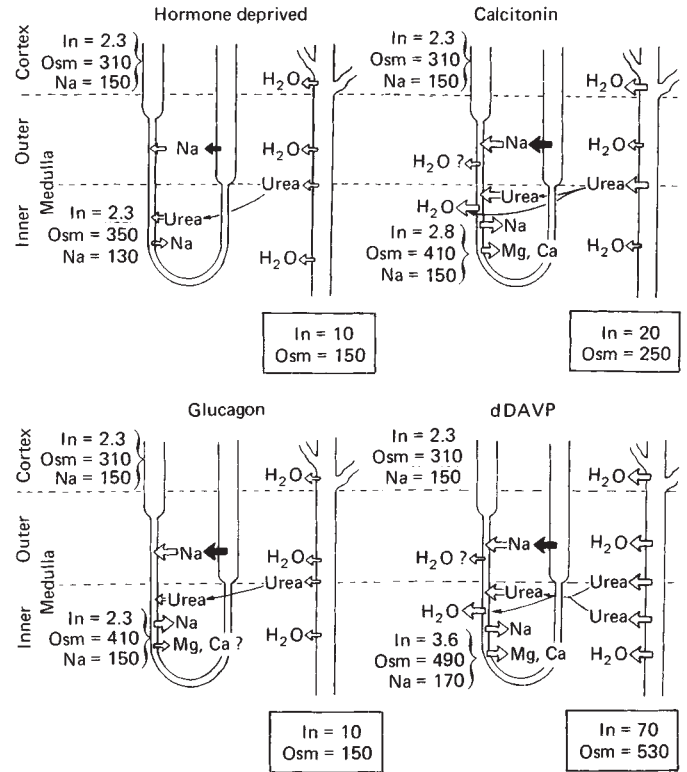 Hormone deprived
Cortex
In = 2.3
Osm = 310
Na = 150
H₂O
Outer
Medulla
Inner
Na
H₂O
Urea
Urea
In = 2.3
Osm = 350
Na = 130
Na
H₂O
In = 10
Osm = 150
Calcitonin
In = 2.3
Osm = 310
Na = 150
H₂O
Na
H₂O
H₂O ?
Urea
Urea
H₂O
Na
In = 2.8
Osm = 410
Na = 150
Mg, Ca
H₂O
In = 20
Osm = 250
Glucagon
Cortex
In = 2.3
Osm = 310
Na = 150
H₂O
Outer
Medulla
Inner
Na
H₂O
Urea
Urea
In = 2.3
Osm = 410
Na = 150
Na
Mg, Ca ?
H₂O
In = 10
Osm = 150
dDAVP
In = 2.3
Osm = 310
Na = 150
H₂O
Na
H₂O
H₂O ?
Urea
Urea
H₂O
Urea
Na
In = 3.6
Osm = 490
Na = 170
Mg, Ca
H₂O
In = 70
Osm = 530